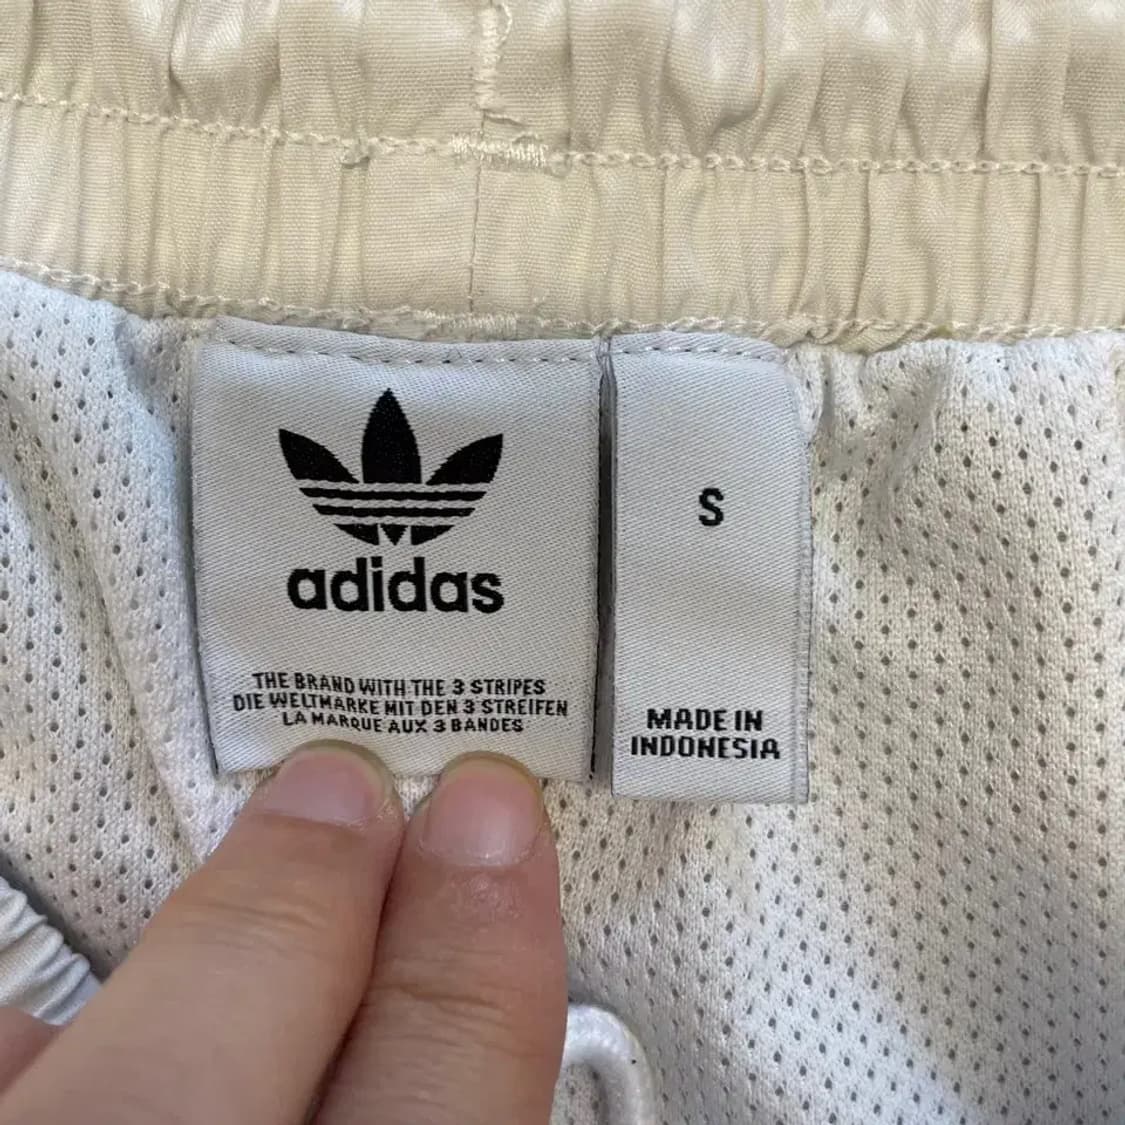 adidas
THE BRAND WITH THE 3 STRIPES
DIE WELTMARKE MIT DEN 3 STREIFEN
LA MARQUE AUX 3 BANDES
S
MADE IN
INDONESIA